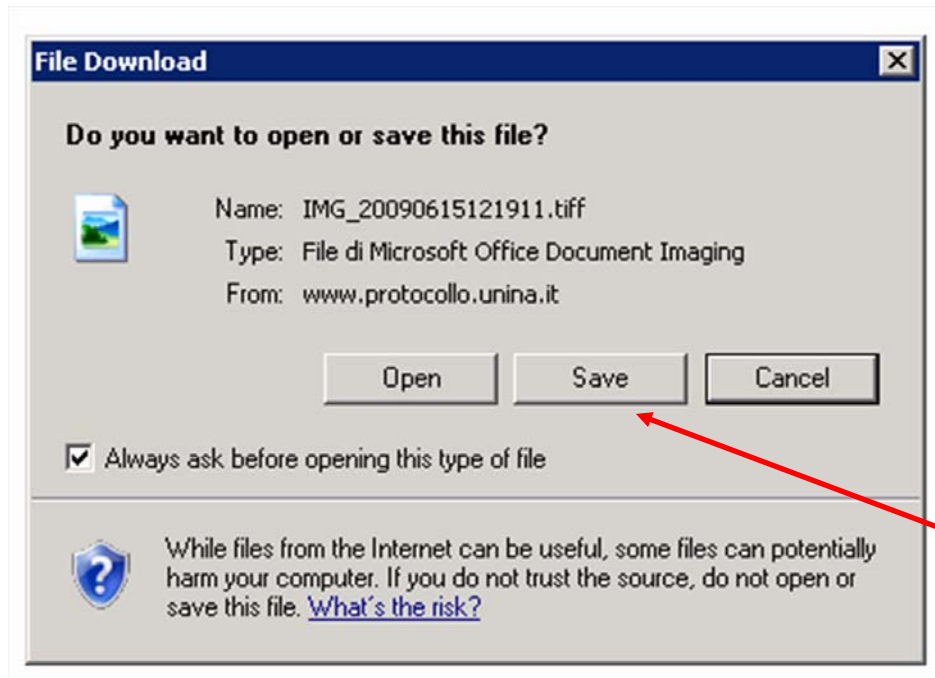 File Download
Do you want to open or save this file?
Name: IMG_20090615121911.tiff
Type: File di Microsoft Office Document Imaging
From: www.protocollo.unina.it
Open Save Cancel
Always ask before opening this type of file
While files from the Internet can be useful, some files can potentially
harm your computer. If you do not trust the source, do not open or
save this file. What's the risk?